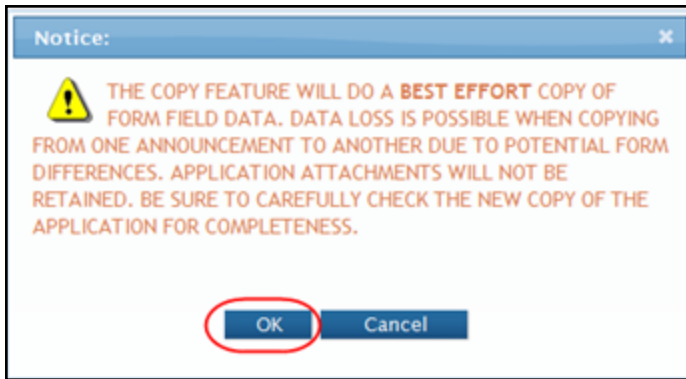 Notice:
THE COPY FEATURE WILL DO A BEST EFFORT COPY OF
FORM FIELD DATA. DATA LOSS IS POSSIBLE WHEN COPYING
FROM ONE ANNOUNCEMENT TO ANOTHER DUE TO POTENTIAL FORM
DIFFERENCES. APPLICATION ATTACHMENTS WILL NOT BE
RETAINED. BE SURE TO CAREFULLY CHECK THE NEW COPY OF THE
APPLICATION FOR COMPLETENESS.
OK Cancel